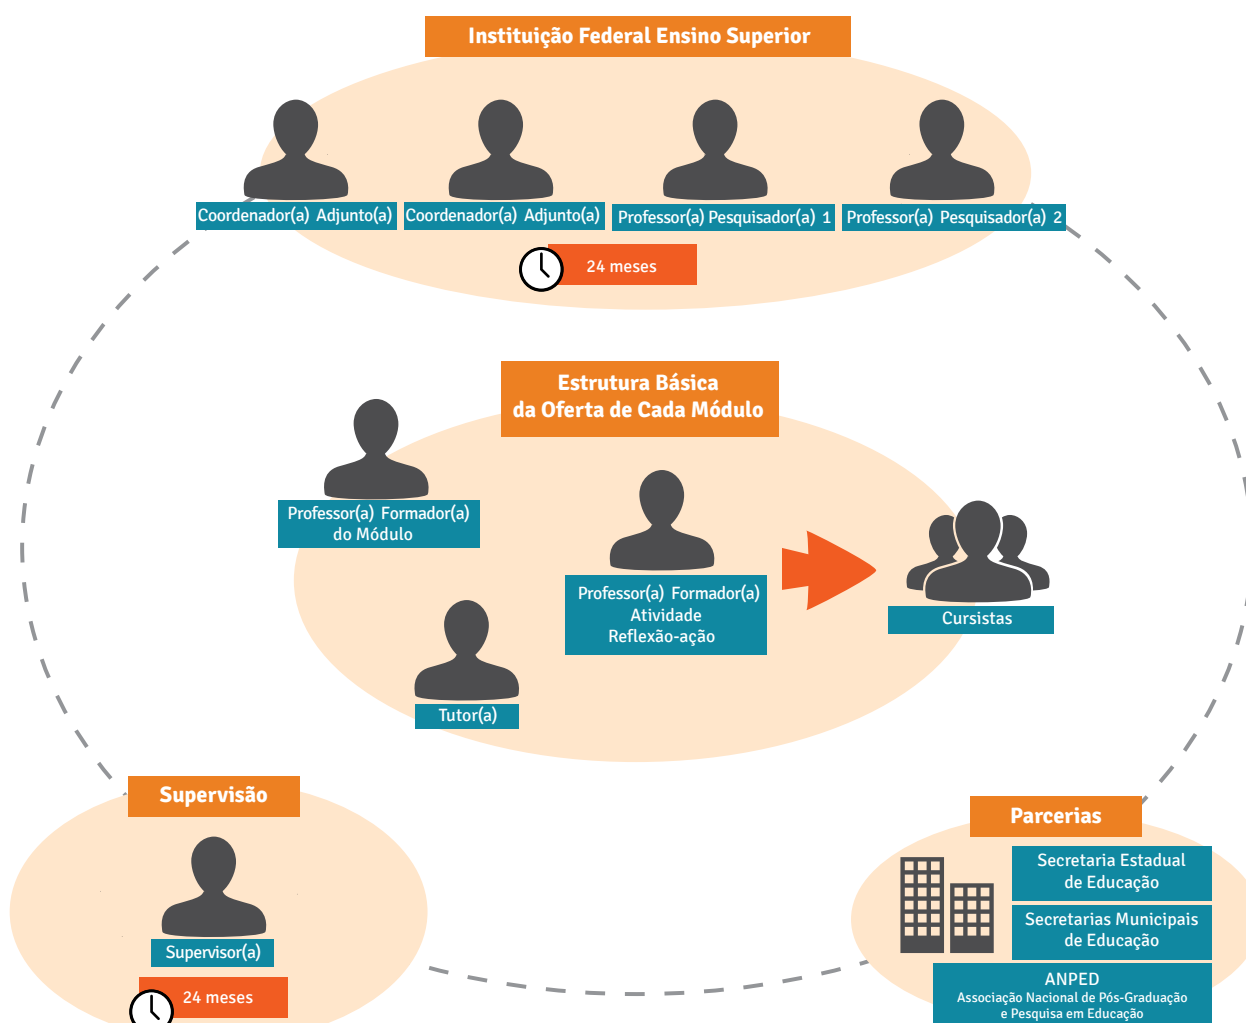 Instituição Federal Ensino Superior
Coordenador(a) Adjunto(a)
Coordenador(a) Adjunto(a)
Professor(a) Pesquisador(a) 1
Professor(a) Pesquisador(a) 2
24 meses
Estrutura Básica
da Oferta de Cada Módulo
Professor(a) Formador(a)
do Módulo
Professor(a) Formador(a)
Atividade
Reflexão-ação
Cursistas
Tutor(a)
Supervisão
Supervisor(a)
24 meses
Parcerias
Secretaria Estadual
de Educação
Secretarias Municipais
de Educação
ANPED
Associação Nacional de Pós-Graduação
e Pesquisa em Educação